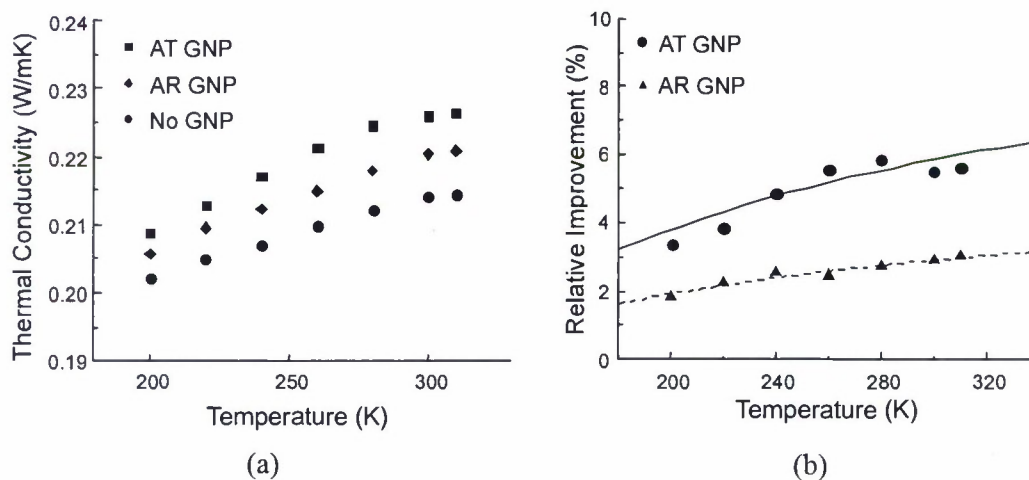 Thermal Conductivity (W/mK)
0.24
0.23
0.22
0.21
0.20
0.19
AT GNP
AR GNP
No GNP
200
250
300
Temperature (K)
(a)
Relative Improvement (%)
10
8
6
4
2
0
AT GNP
AR GNP
200
240
280
320
Temperature (K)
(b)